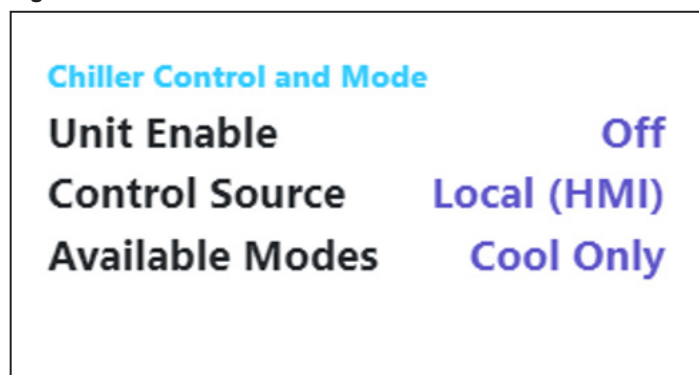 Chiller Control and Mode
Unit Enable Off
Control Source Local (HMI)
Available Modes Cool Only